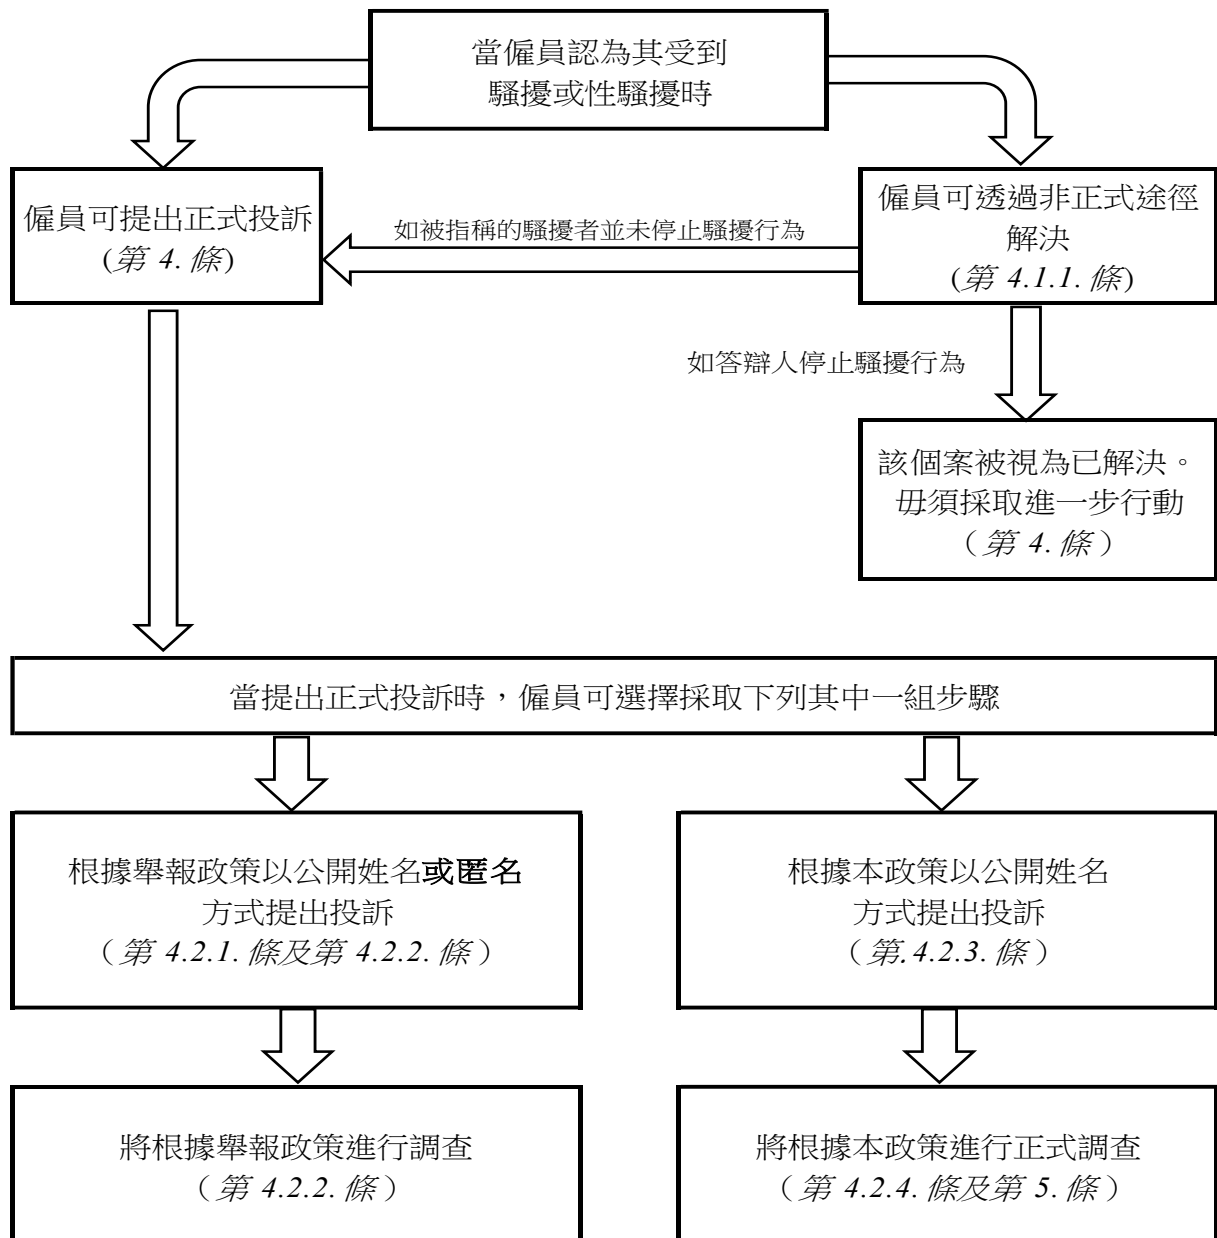 當僱員認為其受到
騷擾或性騷擾時
僱員可提出正式投訴
(第 4. 條)
如被指稱的騷擾者並未停止騷擾行為
僱員可透過非正式途徑
解決
(第 4.1.1. 條)
如答辯人停止騷擾行為
該個案被視為已解決。
毋須採取進一步行動
（第 4. 條）
當提出正式投訴時，僱員可選擇採取下列其中一組步驟
根據舉報政策以公開姓名或匿名
方式提出投訴
（第 4.2.1. 條及第 4.2.2. 條）
根據本政策以公開姓名
方式提出投訴
（第.4.2.3. 條）
將根據舉報政策進行調查
（第 4.2.2. 條）
將根據本政策進行正式調查
（第 4.2.4. 條及第 5. 條）